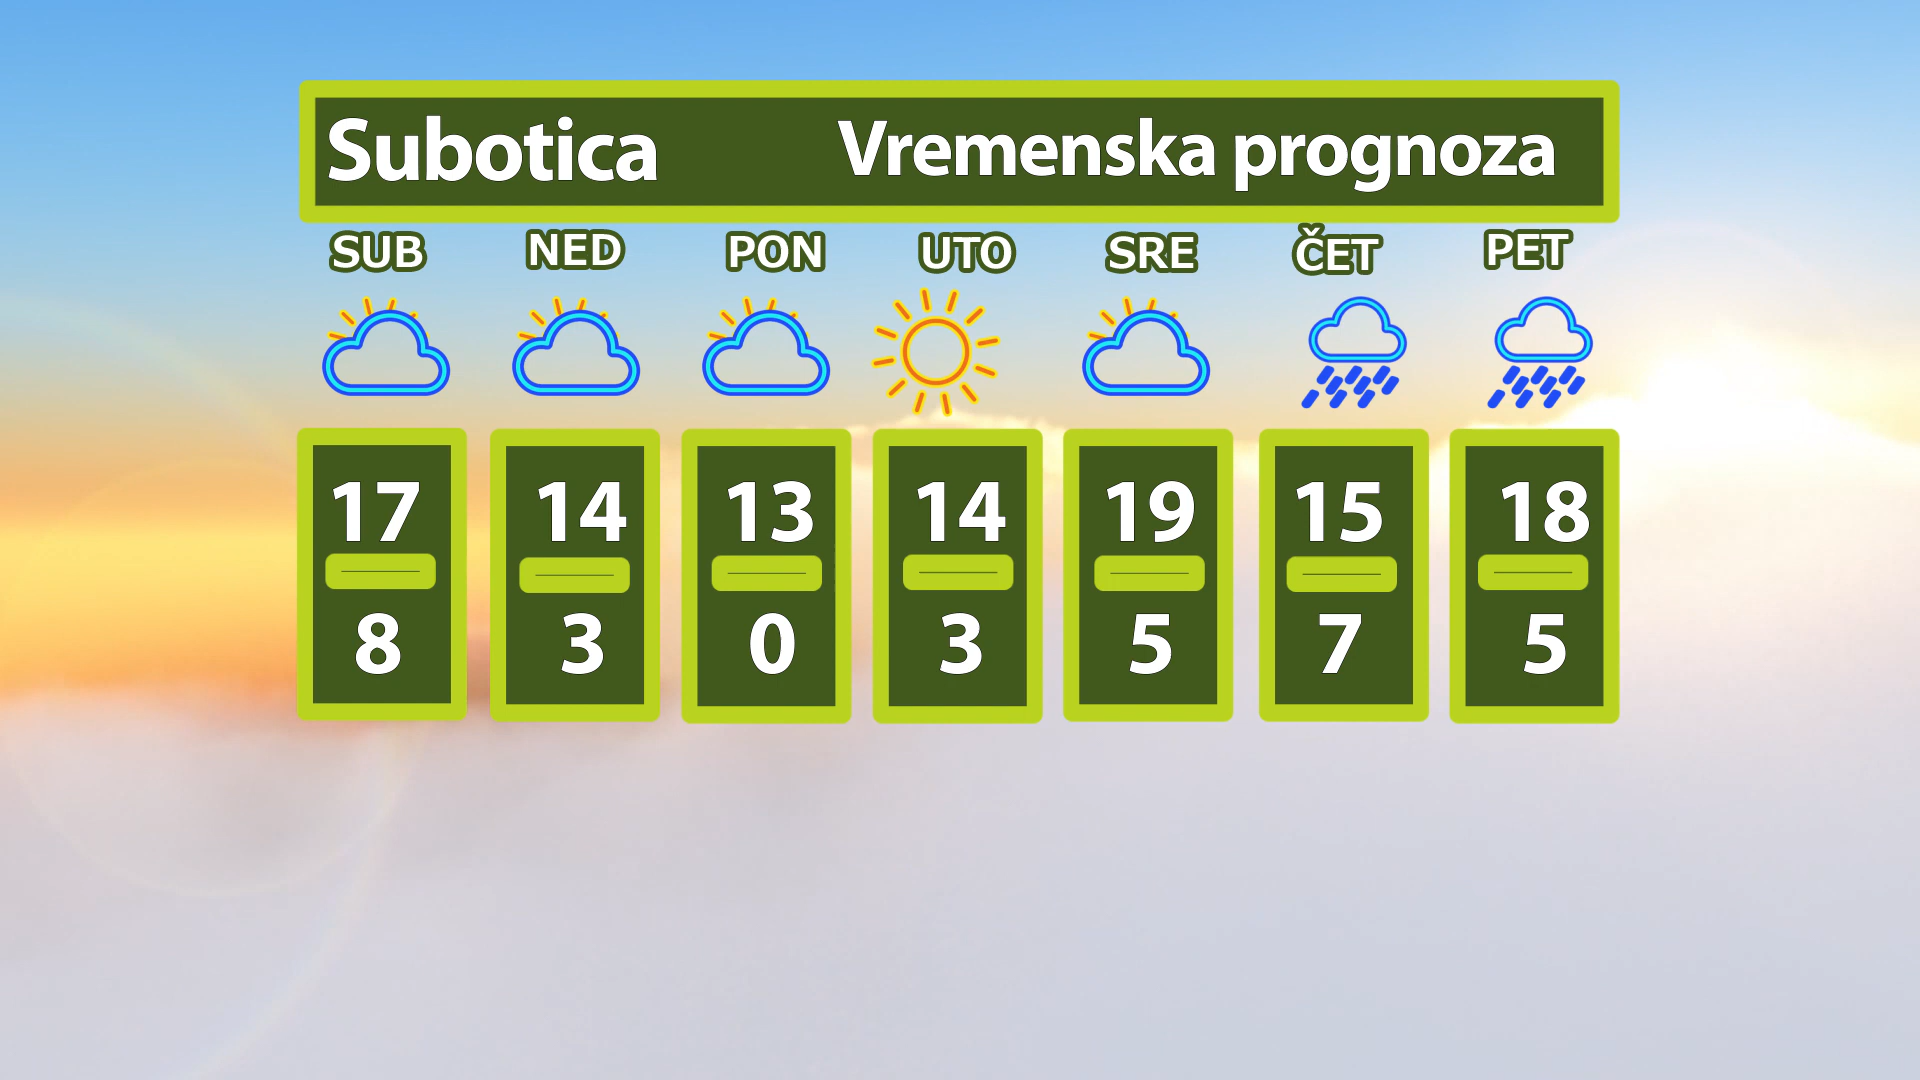 Subotica Vremenska prognoza
SUB NED PON UTO SRE ČET PET
17 14 13 14 19 15 18
8 3 0 3 5 7 5